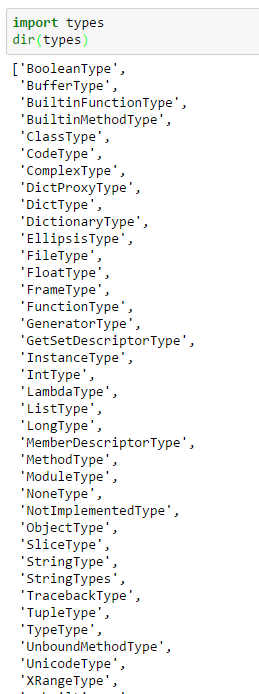 import types
dir(types)
['BooleanType',
'BufferType',
'BuiltinFunctionType',
'BuiltinMethodType',
'ClassType',
'CodeType',
'ComplexType',
'DictProxyType',
'DictType',
'DictionaryType',
'EllipsisType',
'FileType',
'FloatType',
'FrameType',
'FunctionType',
'GeneratorType',
'GetSetDescriptorType',
'InstanceType',
'IntType',
'LambdaType',
'ListType',
'LongType',
'MemberDescriptorType',
'MethodType',
'ModuleType',
'NoneType',
'NotImplementedType',
'ObjectType',
'SliceType',
'StringType',
'StringTypes',
'TracebackType',
'TupleType',
'TypeType',
'UnboundMethodType',
'UnicodeType',
'XRangeType',